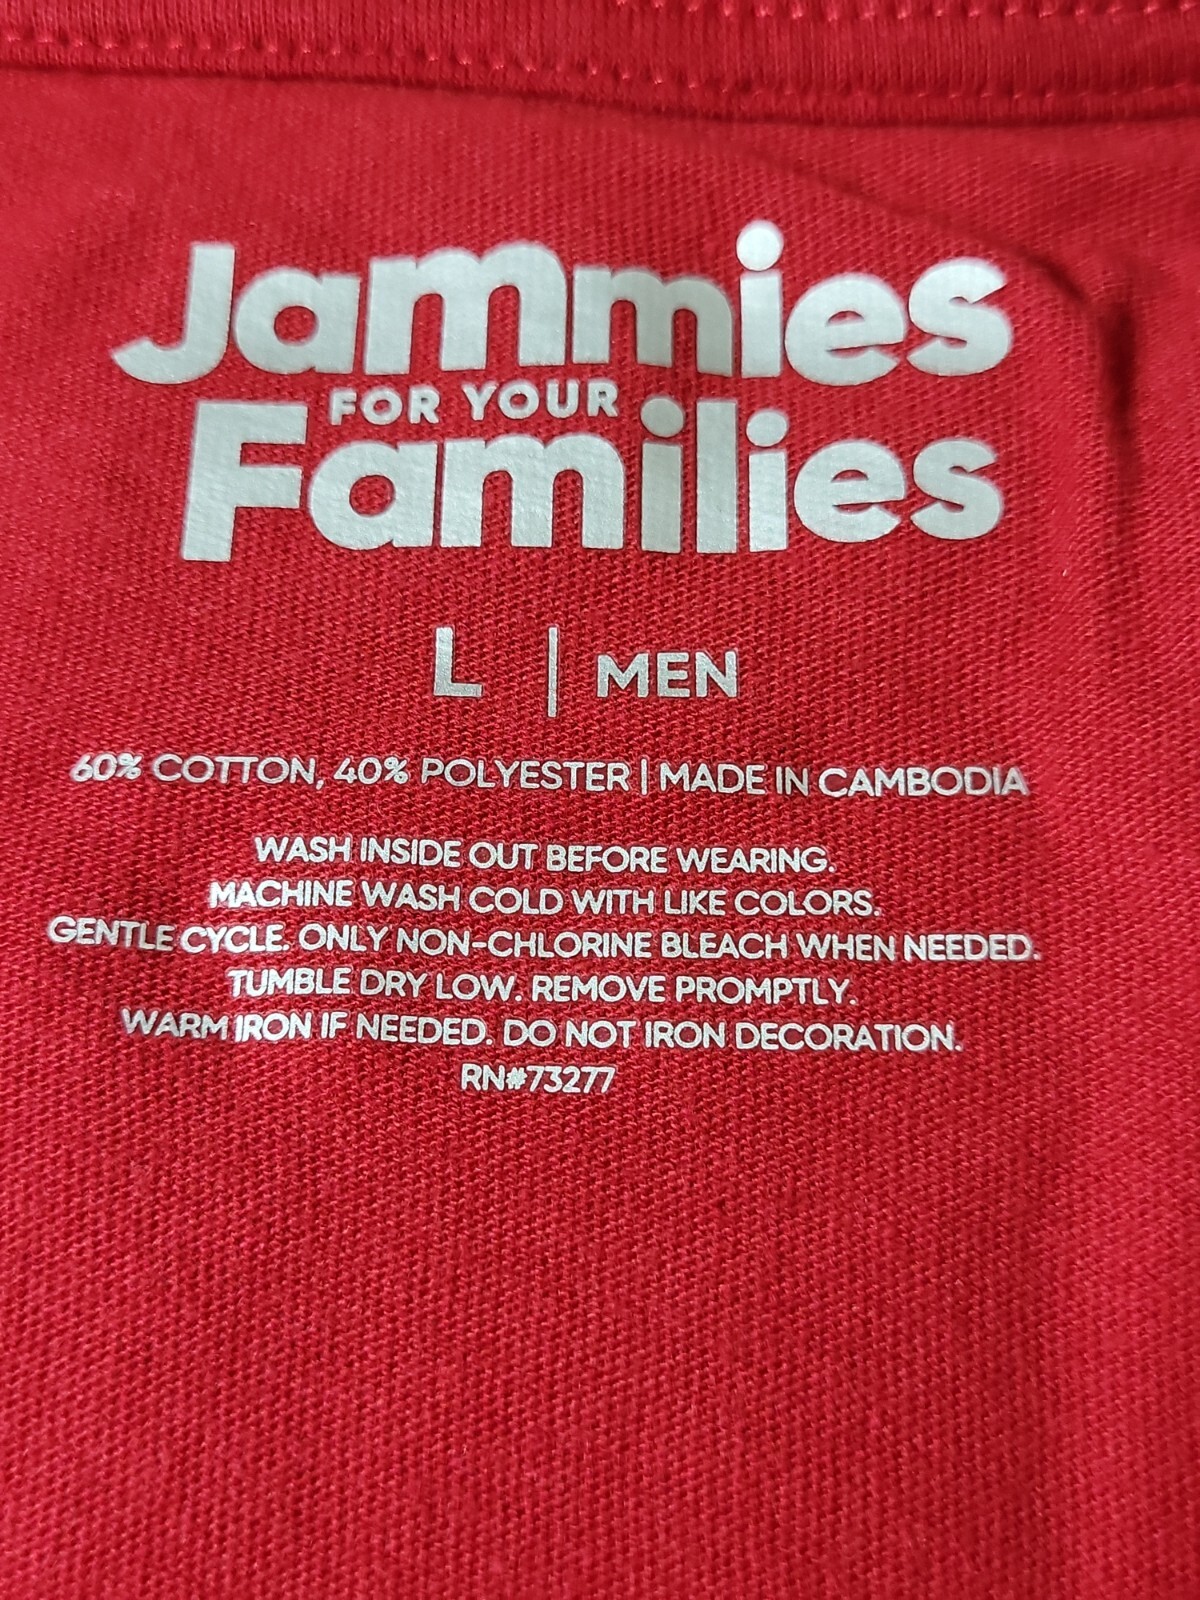 Jammies
FOR YOUR
Families
L | MEN
60% COTTON, 40% POLYESTER | MADE IN CAMBODIA
WASH INSIDE OUT BEFORE WEARING.
MACHINE WASH COLD WITH LIKE COLORS.
GENTLE CYCLE. ONLY NON-CHLORINE BLEACH WHEN NEEDED.
TUMBLE DRY LOW. REMOVE PROMPTLY.
WARM IRON IF NEEDED. DO NOT IRON DECORATION.
RN#73277